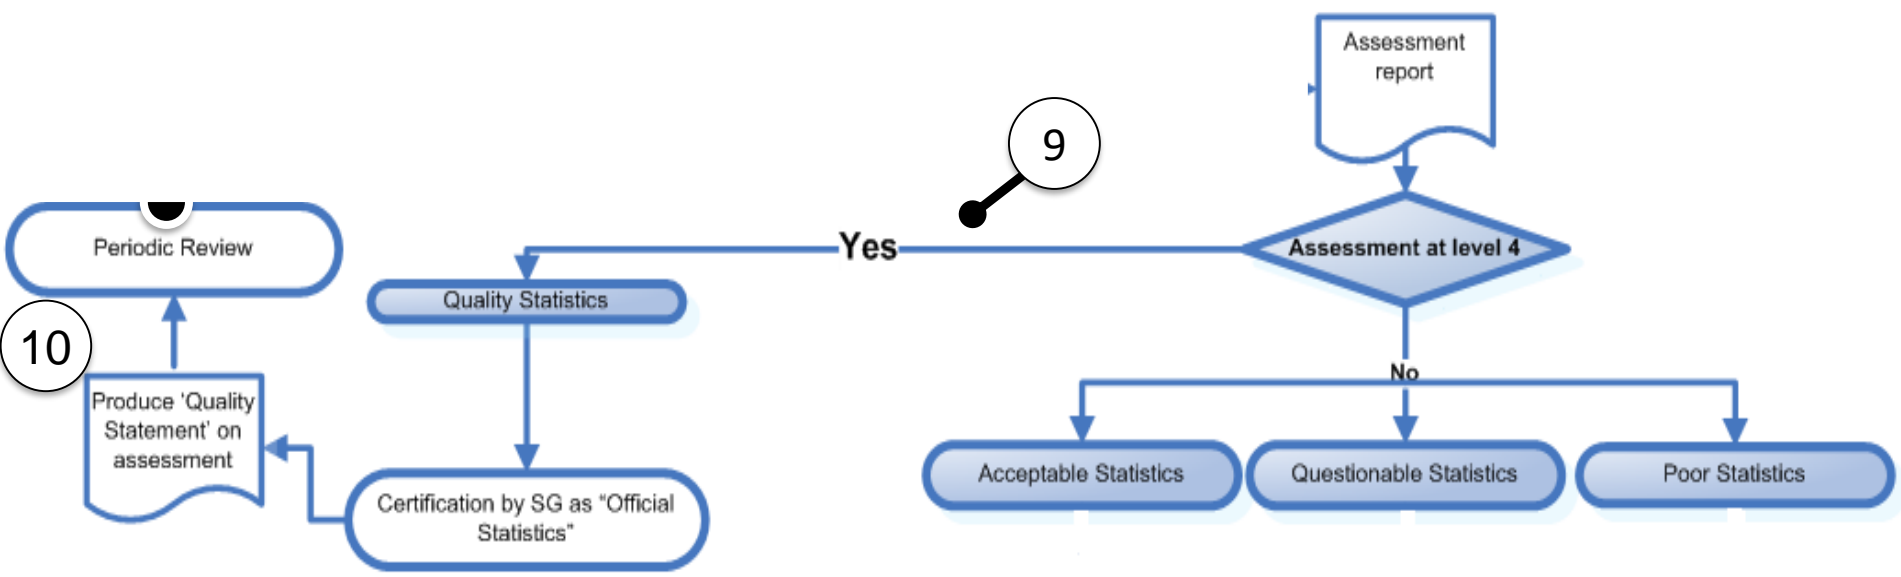 Assessment
report
9
Assessment at level 4
Yes
Periodic Review
Quality Statistics
10
No
Produce 'Quality
Statement' on
assessment
Certification by SG as “Official
Statistics”
Acceptable Statistics
Questionable Statistics
Poor Statistics